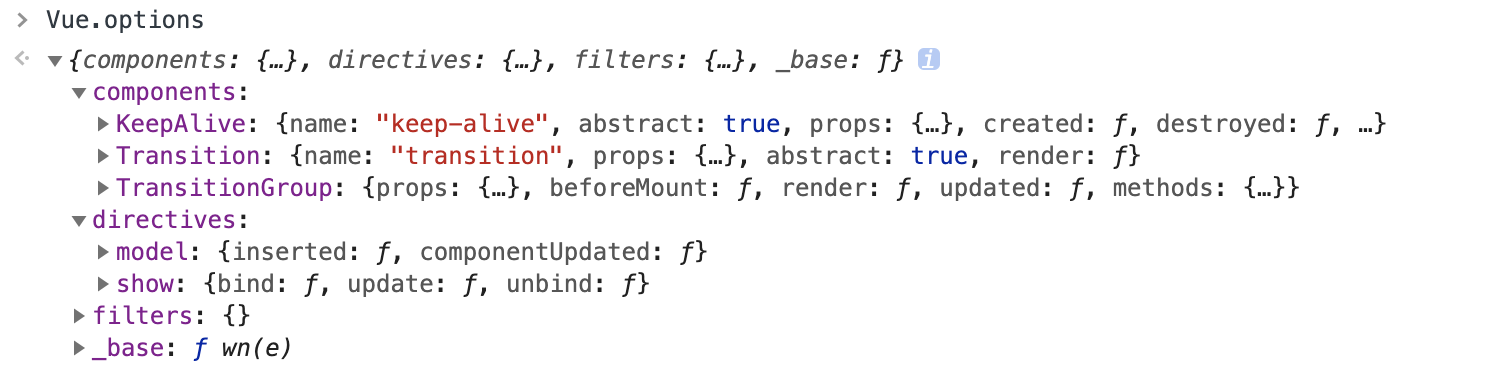 > Vue.options
{components: {…}, directives: {…}, filters: {…}, _base: ƒ} i
components:
KeepAlive: {name: "keep-alive", abstract: true, props: {…}, created: ƒ, destroyed: ƒ, …}
Transition: {name: "transition", props: {…}, abstract: true, render: ƒ}
TransitionGroup: {props: {…}, beforeMount: ƒ, render: ƒ, updated: ƒ, methods: {…}}
directives:
model: {inserted: ƒ, componentUpdated: ƒ}
show: {bind: ƒ, update: ƒ, unbind: ƒ}
filters: {}
_base: ƒ wn(e)